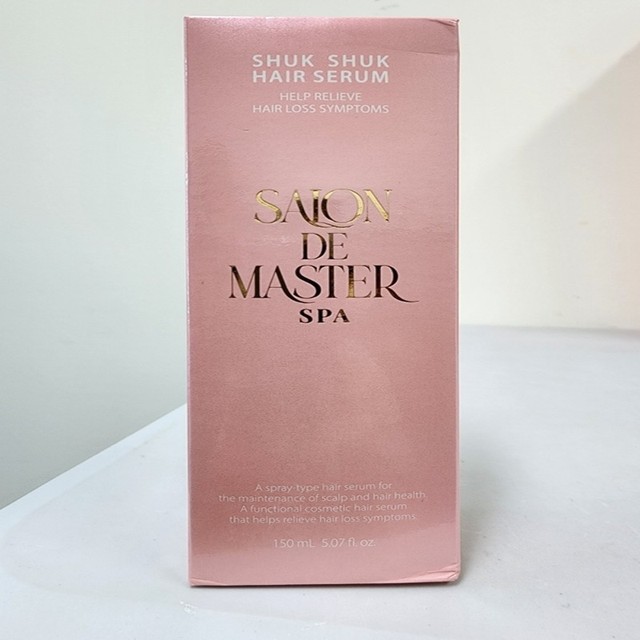 SHUK SHUK
HAIR SERUM
HELP RELIEVE
HAIR LOSS SYMPTOMS
SALON
DE
MASTER
SPA
A spray-type hair serum for
the maintenance of scalp and hair health.
A functional cosmetic hair serum
that helps relieve hair loss symptoms.
150 mL 5.07 fl. oz.